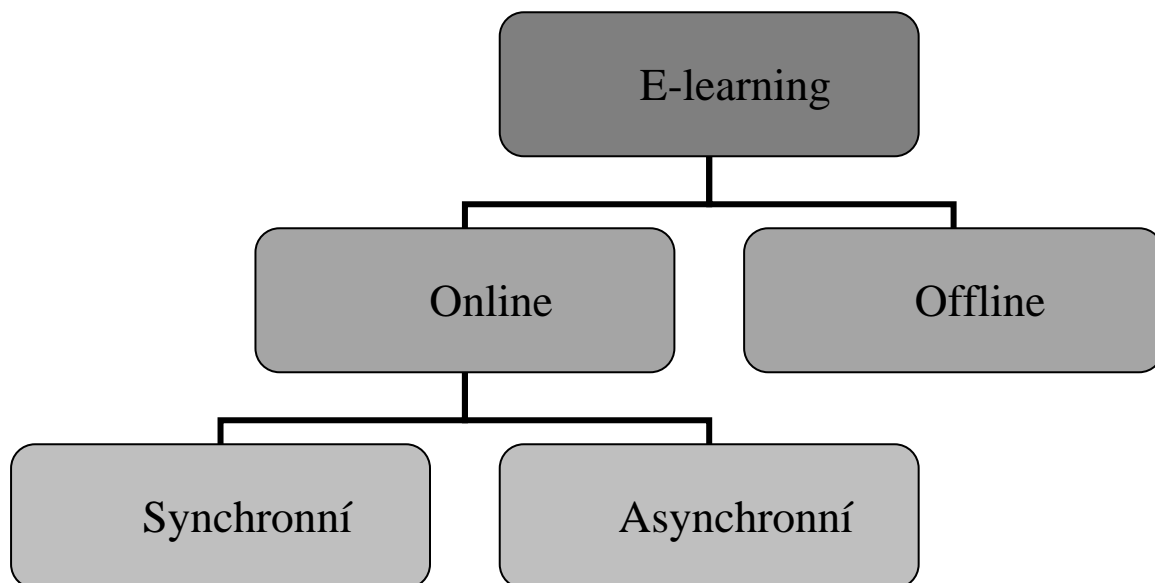 E-learning
Online
Offline
Synchronní
Asynchronní